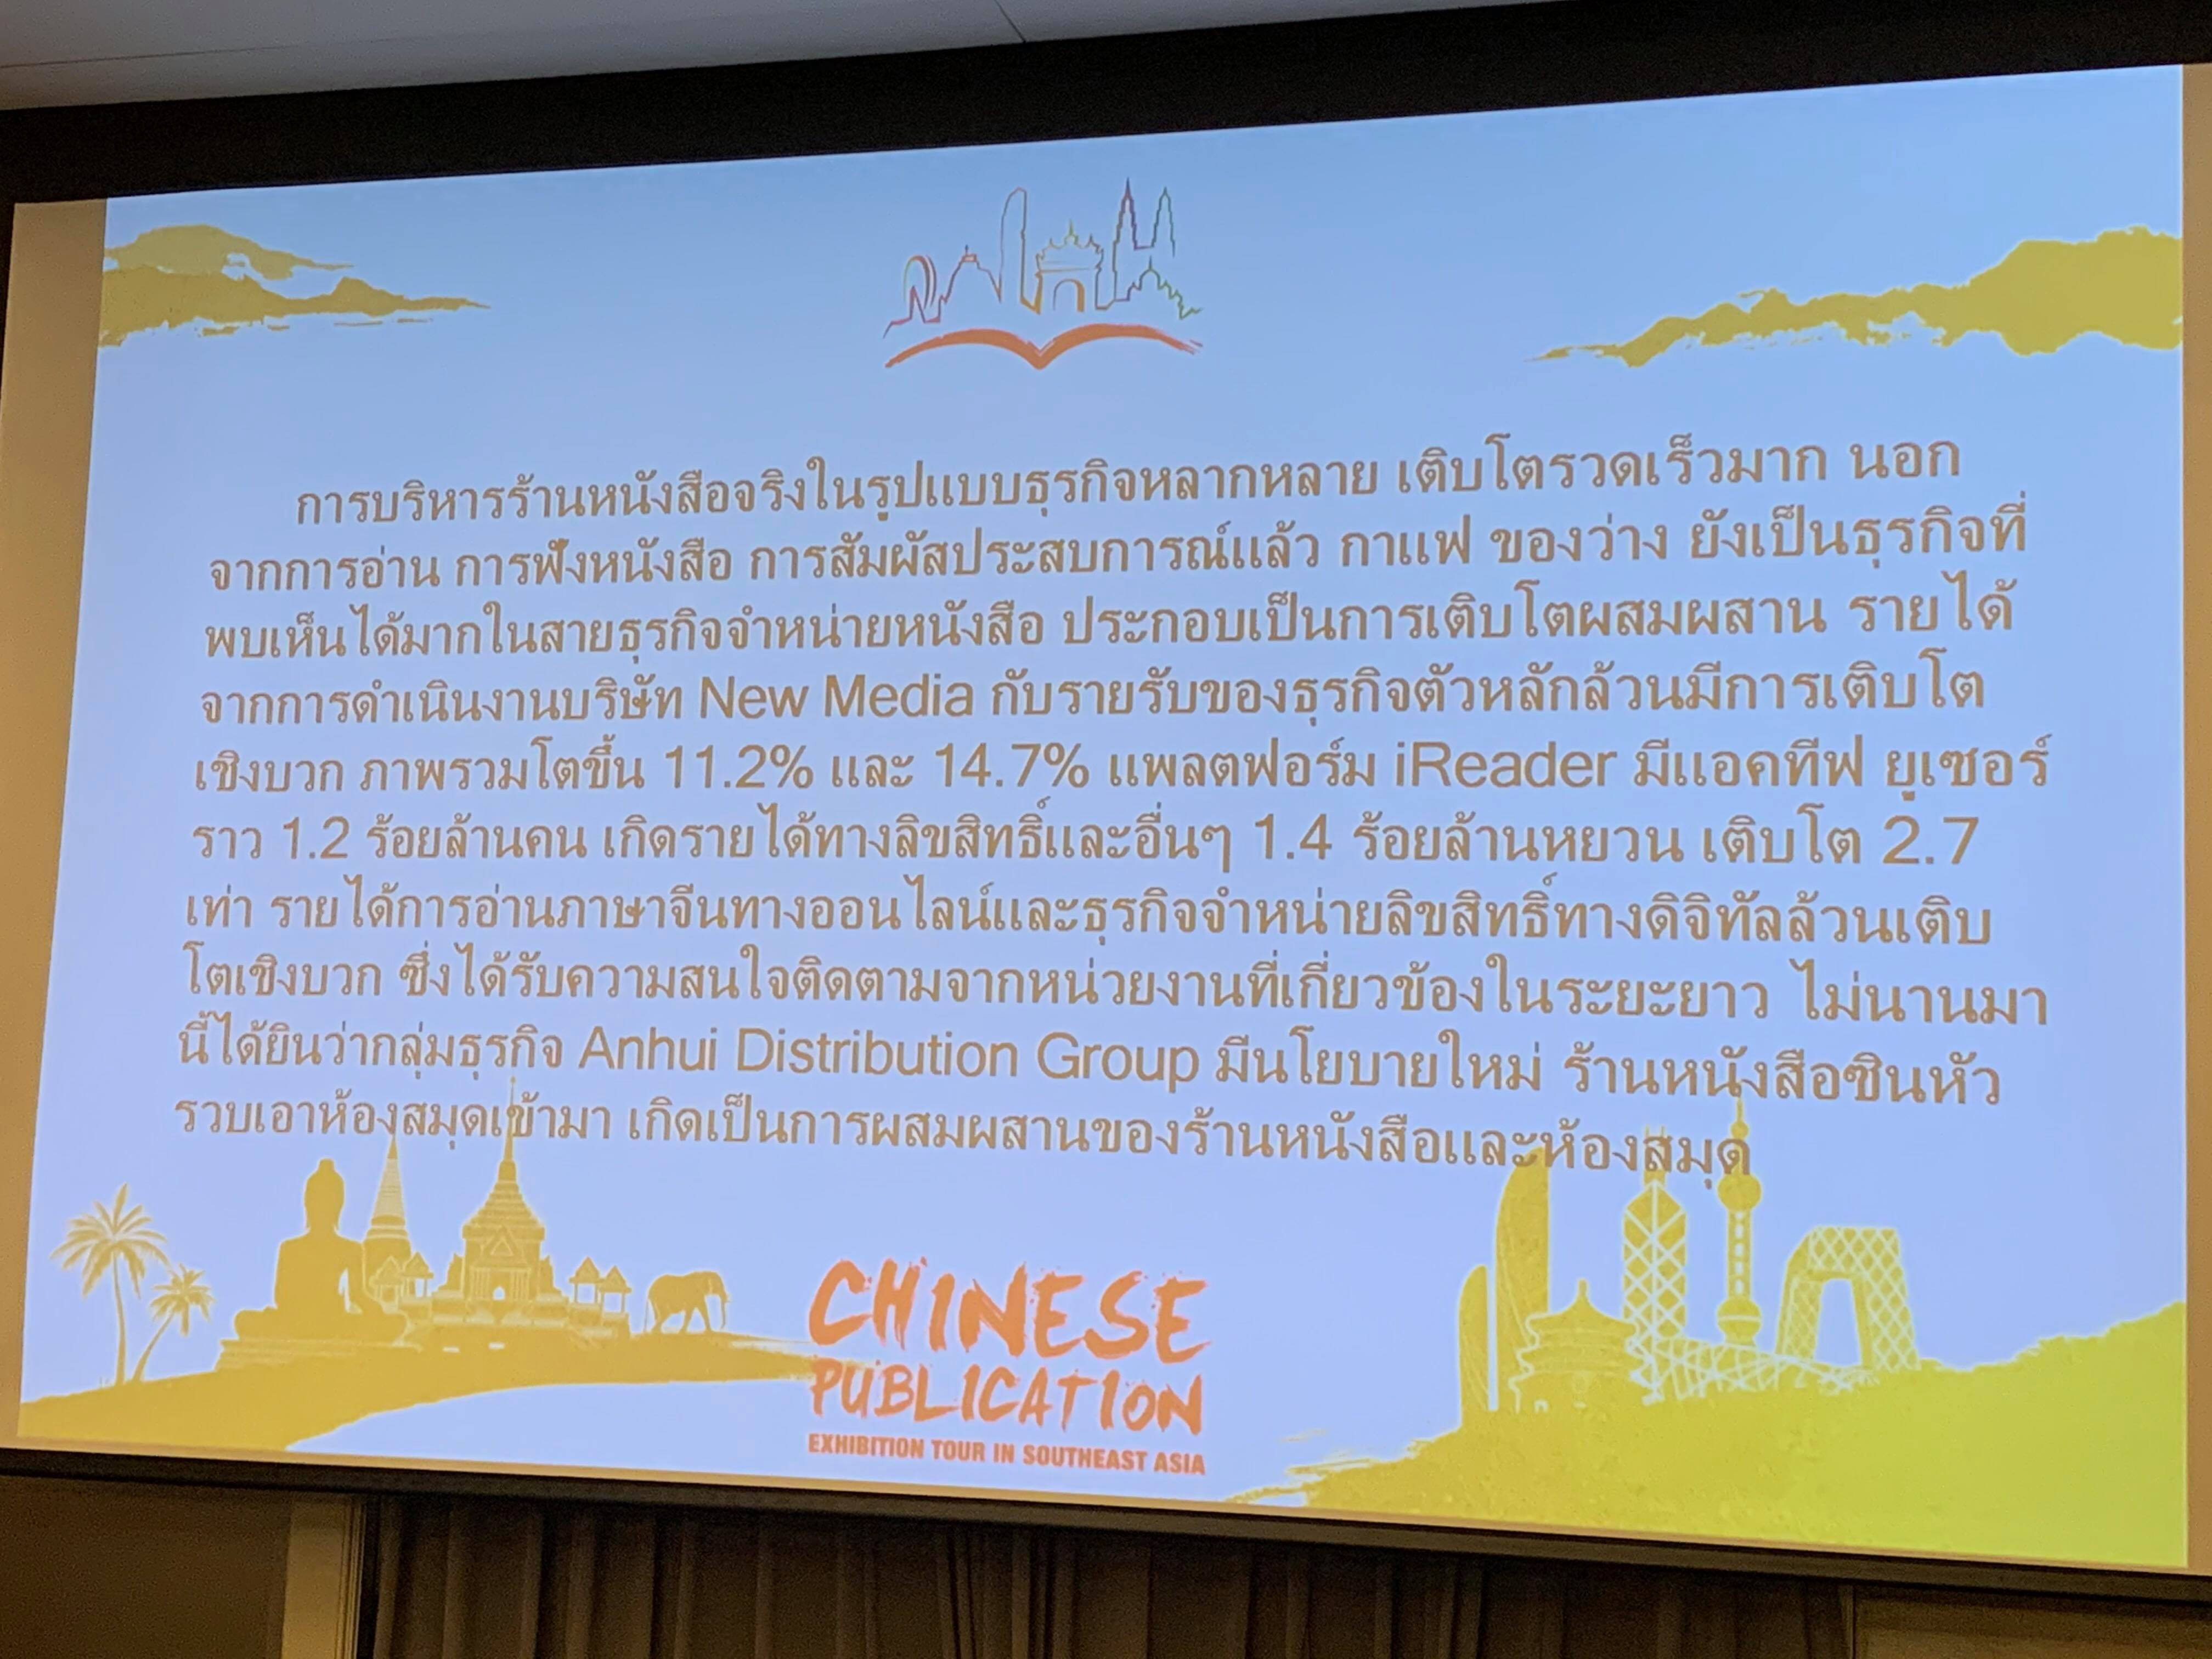 การบริหารร้านหนังสือจริงในรูปแบบธุรกิจหลากหลาย เติบโตรวดเร็วมาก นอก
จากการอ่าน การฟังหนังสือ การสัมผัสประสบการณ์แล้ว กาแฟ ของว่าง ยังเป็นธุรกิจที่
พบเห็นได้มากในสายธุรกิจจำหน่ายหนังสือ ประกอบเป็นการเติบโตผสมผสาน รายได้
จากการดำเนินงานบริษัท New Media กับรายรับของธุรกิจตัวหลักล้วนมีการเติบโต
เชิงบวก ภาพรวมโตขึ้น 11.2% และ 14.7% แพลตฟอร์ม iReader มีแอคทีฟ ยูเซอร์
ราว 1.2 ร้อยล้านคน เกิดรายได้ทางลิขสิทธิ์และอื่นๆ 1.4 ร้อยล้านหยวน เติบโต 2.7
เท่า รายได้การอ่านภาษาจีนทางออนไลน์และธุรกิจจำหน่ายลิขสิทธิ์ทางดิจิทัลล้วนเติบ
โตเชิงบวก ซึ่งได้รับความสนใจติดตามจากหน่วยงานที่เกี่ยวข้องในระยะยาว ไม่นานมา
นี้ได้ยินว่ากลุ่มธุรกิจ Anhui Distribution Group มีนโยบายใหม่ ร้านหนังสือซินหัว
รวบเอาห้องสมุดเข้ามา เกิดเป็นการผสมผสานของร้านหนังสือและห้องสมุด
CHINESE
PUBLICATION
EXHIBITION TOUR IN SOUTHEAST ASIA